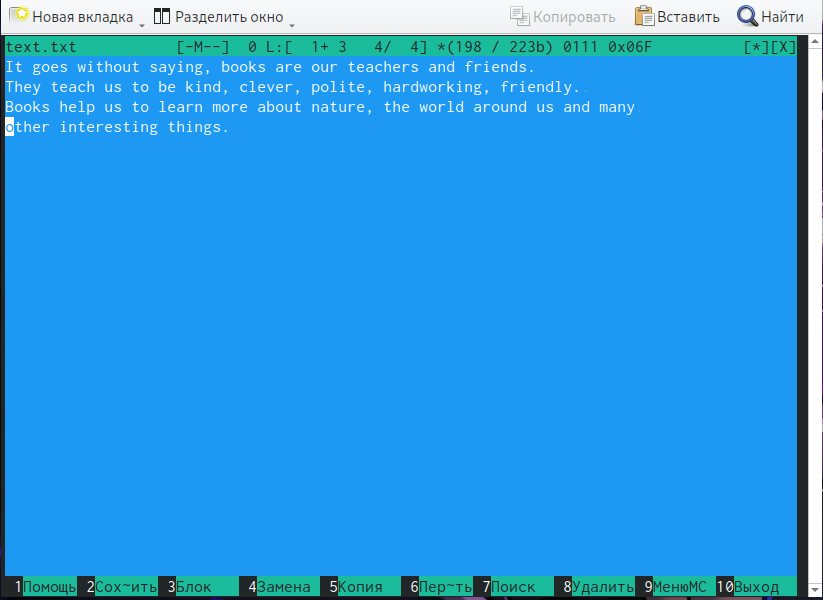 Новая вкладка Разделить окно Копировать Вставить Найти
text.txt [-M--] 0 L:[ 1+ 3 4/ 4] *(198 / 223b) 0111 0x06F [*][X]
It goes without saying, books are our teachers and friends.
They teach us to be kind, clever, polite, hardworking, friendly.
Books help us to learn more about nature, the world around us and many
other interesting things.
1Помощь 2Сох~ить 3Блок 4Замена 5Копия 6Пер~ть 7Поиск 8Удалить 9МенюMC 10Выход